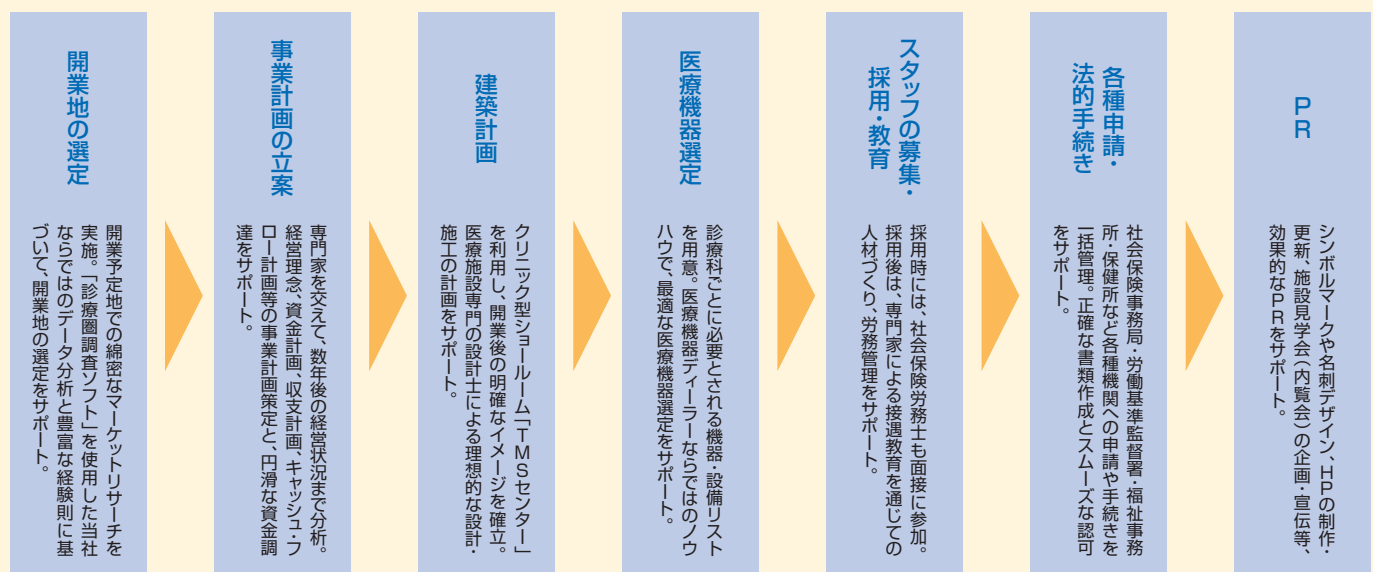 開業地の選定
開業予定地での綿密なマーケットリサーチを
実施。「診療圏調査ソフト」を使用した当社
ならではのデータ分析と豊富な経験則に基
づいて、開業地の選定をサポート。
事業計画の立案
専門家を交えて、数年後の経営状況まで分析。
経営理念、資金計画、収支計画、キャッシュ・フ
ロー計画等の事業計画策定と、円滑な資金調
達をサポート。
建築計画
クリニック型ショールーム「TMSセンター」
を利用し、開業後の明確なイメージを確立。
医療施設専門の設計士による理想的な設計・
施工の計画をサポート。
医療機器選定
診療科ごとに必要とされる機器・設備リスト
を用意。医療機器ディーラーならではのノウ
ハウで、最適な医療機器選定をサポート。
スタッフの募集・
採用・教育
採用時には、社会保険労務士も面接に参加。
採用後は、専門家による接遇教育を通じての
人材づくり、労務管理をサポート。
各種申請・
法的手続き
社会保険事務局・労働基準監督署・福祉事務
所・保健所など各種機関への申請や手続きを
一括管理。正確な書類作成とスムーズな認可
をサポート。
PR
シンボルマークや名刺デザイン、HPの制作・
更新、施設見学会(内覧会)の企画・宣伝等、
効果的なPRをサポート。